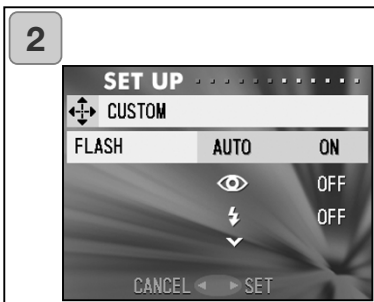 2
SET UP
CUSTOM
FLASH AUTO ON
OFF
OFF
CANCEL SET